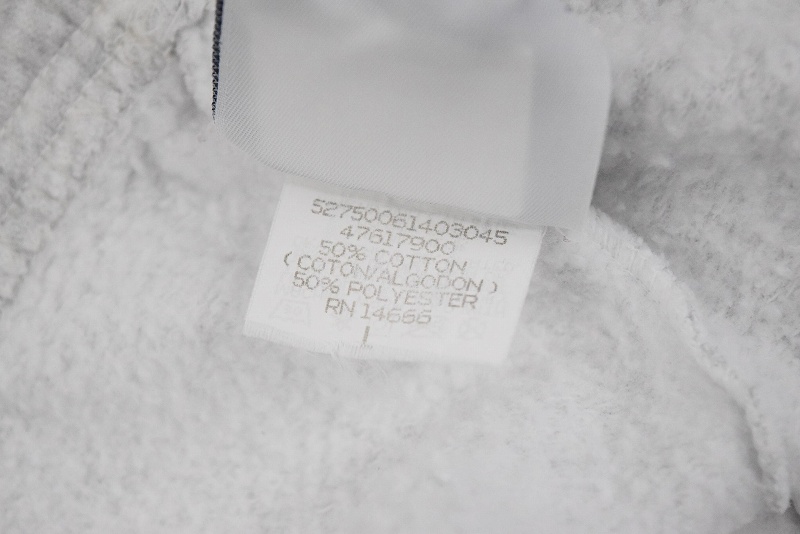 52750061403045
47617900
50% COTTON
(COTON/ALGODON)
50% POLYESTER
RN 14666